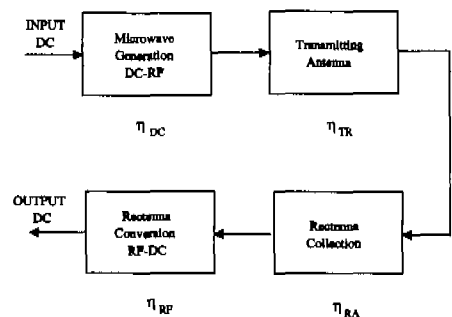 INPUT
DC
Microwave
Generation
DC-RF
Transmitting
Antenna
η DC
η TR
OUTPUT
DC
Rectenna
Conversion
RF-DC
Rectenna
Collection
η RF
η RA